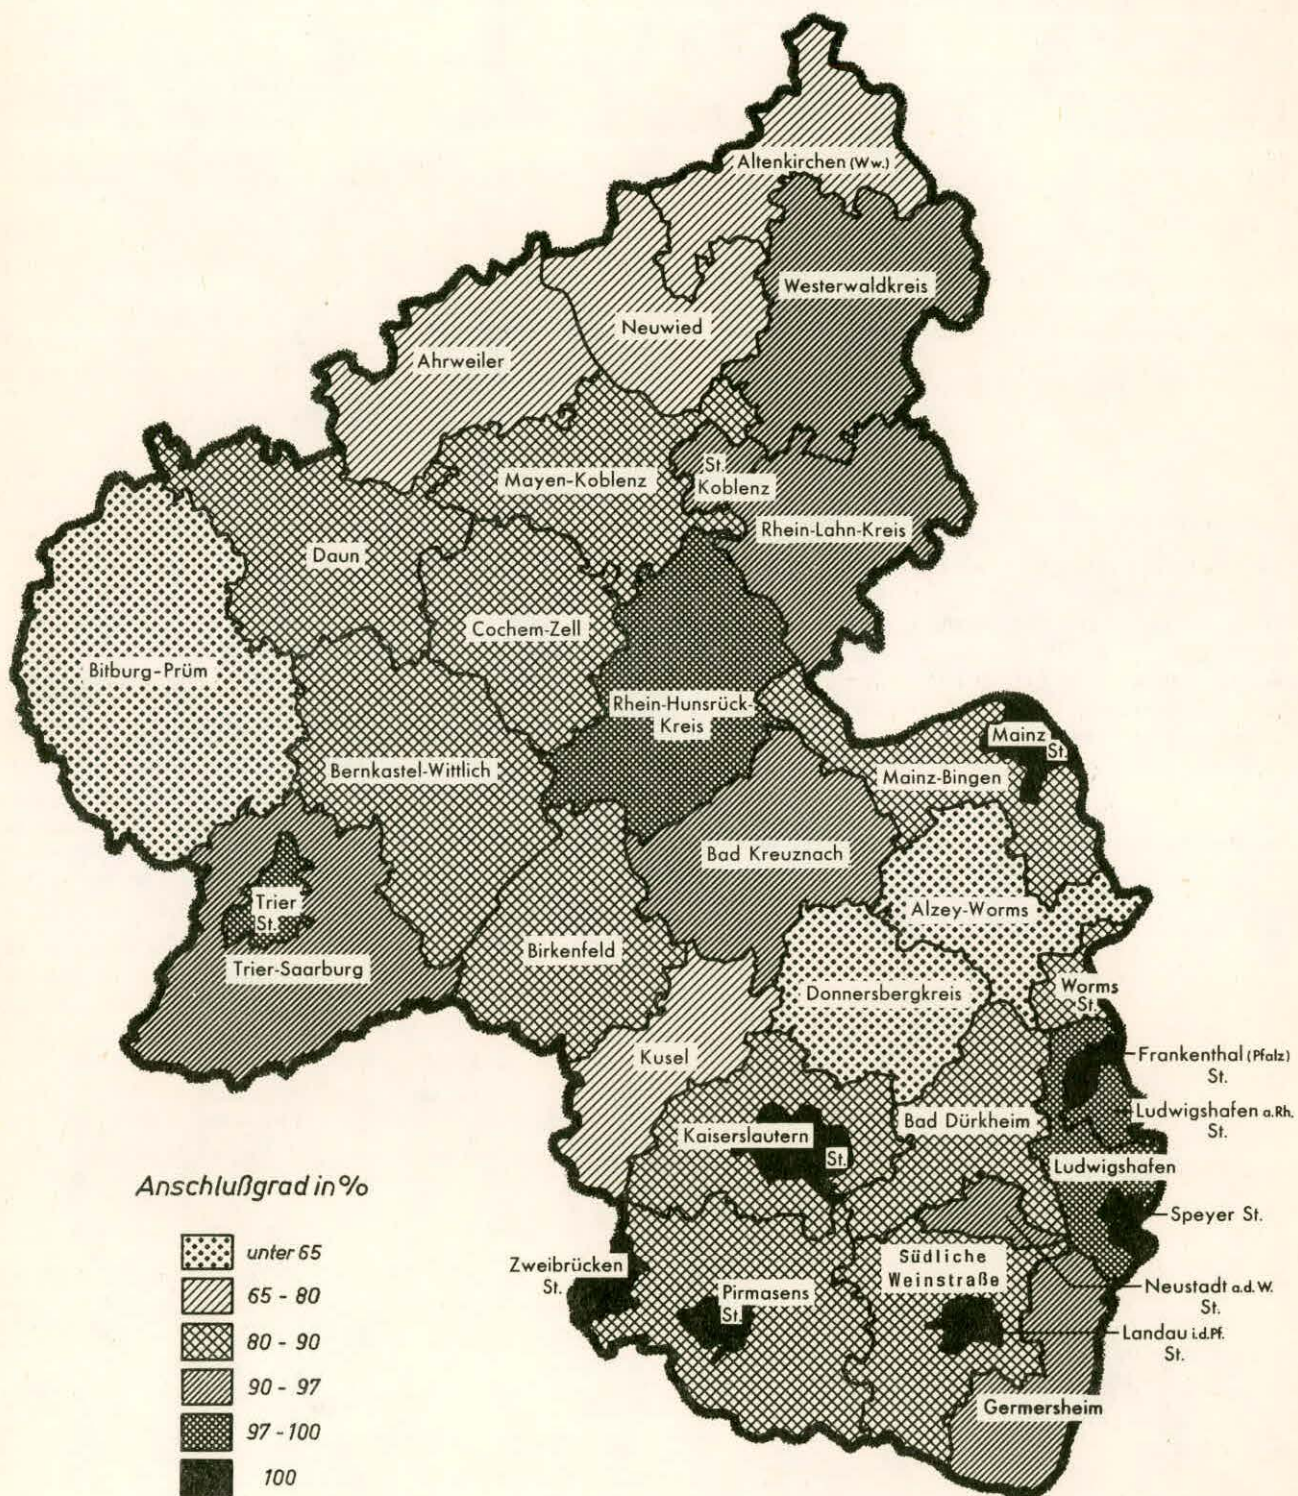 Altenkirchen (Ww.)
Westerwaldkreis
Neuwied
Ahrweiler
St.
Koblenz
Mayen-Koblenz
Rhein-Lahn-Kreis
Daun
Cochem-Zell
Bitburg-Prüm
Rhein-Hunsrück-
Kreis
Mainz
St.
Bernkastel-Wittlich
Mainz-Bingen
Bad Kreuznach
Trier
St.
Alzey-Worms
Birkenfeld
Trier-Saarburg
Donnersbergkreis
Worms
St.
Kusel
Frankenthal (Pfalz)
St.
Ludwigshafen a.Rh.
St.
Bad Dürkheim
Kaiserslautern
St.
Ludwigshafen
Speyer St.
Südliche
Weinstraße
Zweibrücken
St.
Pirmasens
St.
Neustadt a.d.W.
St.
Landau i.d.Pf.
St.
Germersheim
Anschlußgrad in %
unter 65
65 - 80
80 - 90
90 - 97
97 - 100
100